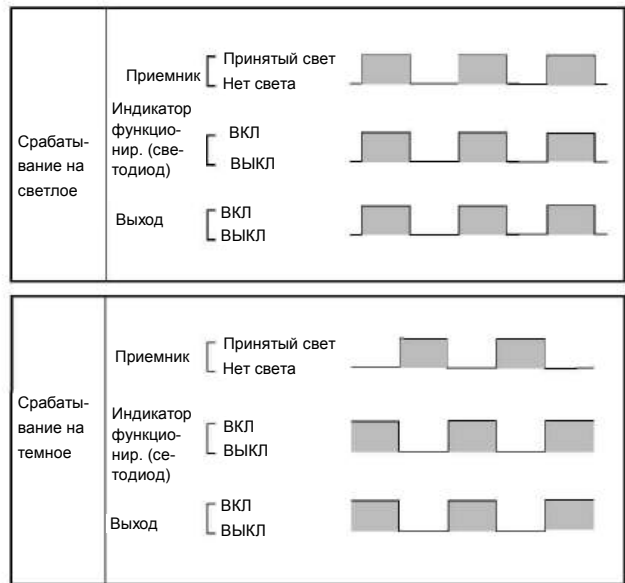 Срабаты-
вание на
светлое
Приемник
Принятый свет
Нет света
Индикатор
функцио-
нир. (све-
тодиод)
ВКЛ
ВЫКЛ
Выход
ВКЛ
ВЫКЛ
Срабаты-
вание на
темное
Приемник
Принятый свет
Нет света
Индикатор
функцио-
нир. (се-
тодиод)
ВКЛ
ВЫКЛ
Выход
ВКЛ
ВЫКЛ